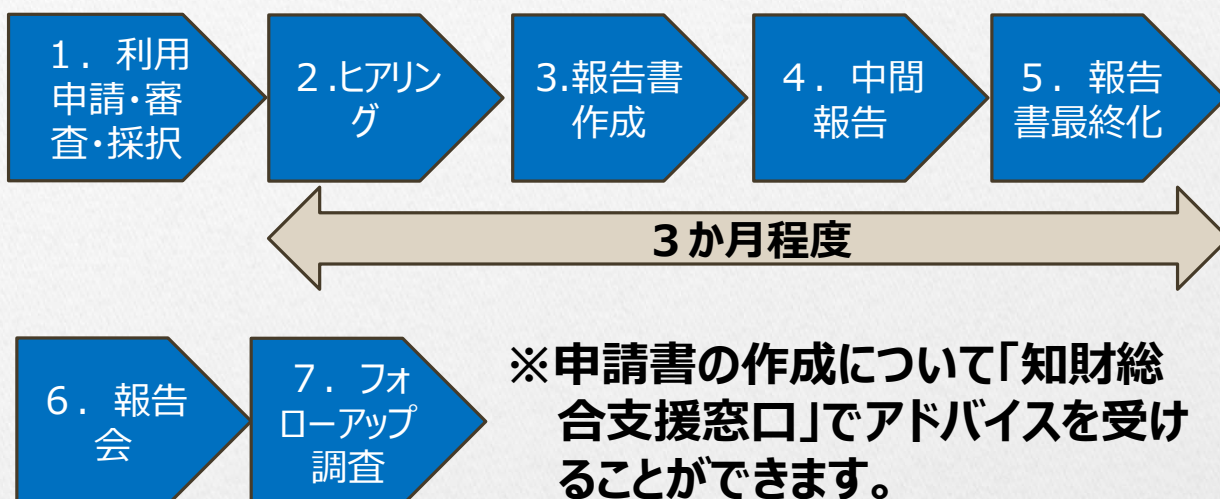 １．利用
申請・審
査・採択
２.ヒアリン
グ
3.報告書
作成
４．中間
報告
５．報告
書最終化
３か月程度
６．報告
会
７．フォ
ローアップ
調査
※申請書の作成について「知財総
合支援窓口」でアドバイスを受け
ることができます。